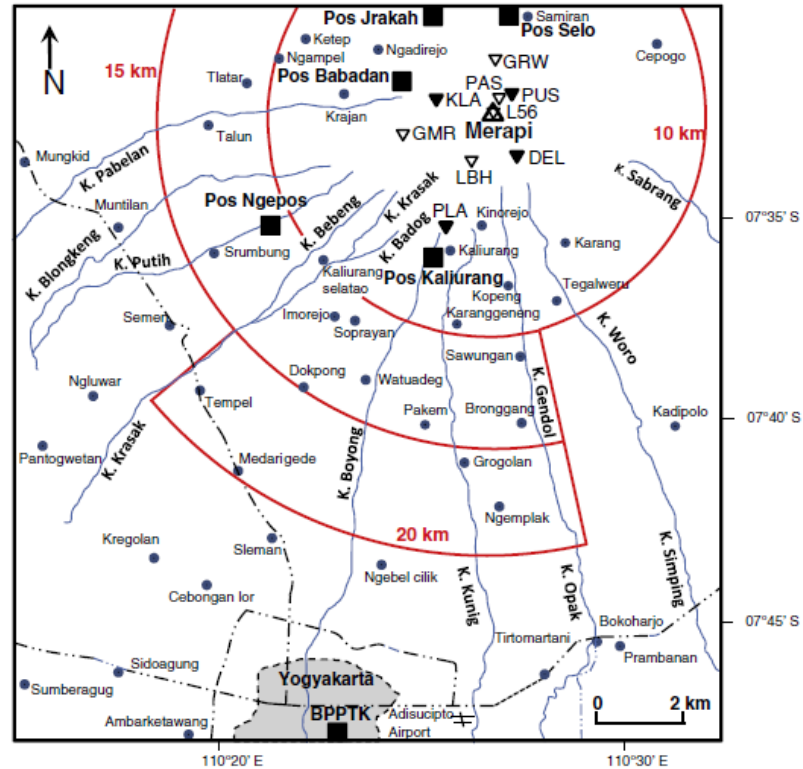 Pos Jrakah
Samiran
Pos Selo
Ketep
Ngadirejo
Cepogo
Ngampel
GRW
15 km
N
Tlatar
Pos Babadan
PAS
KLA
PUS
Krajan
L56
Merapi
10 km
Talun
GMR
Mungkid
K. Pabelan
DEL
LBH
K. Sabrang
Pos Ngepos
K. Bebeng
K. Krasak
Muntilan
PLA
Kinorejo
07°35' S
K. Badog
K. Blongkeng
K. Putih
Srumbung
Kaliurang
Karang
Kaliurang
selatao
Pos Kaliurang
Tegalweru
Kopeng
Semen
Imorejo
Soprayan
Karanggeneng
K. Woro
Sawungan
Dokpong
Watuadeg
K. Gendol
Ngluwar
Tempel
Pakem
Bronggang
Kadipolo
07°40' S
K. Krasak
Pantogwetan
Medarigede
K. Boyong
Grogolan
Ngemplak
20 km
Kregolan
Sleman
K. Simping
Cebongan lor
Ngebel cilik
K. Kunig
K. Opak
Bokoharjo
07°45' S
Tirtomartani
Prambanan
Sidoagung
Sumberagug
Yogyakarta
0 2 km
BPPTK
Adisucipto
Airport
Ambarketawang
110°20' E
110°30' E